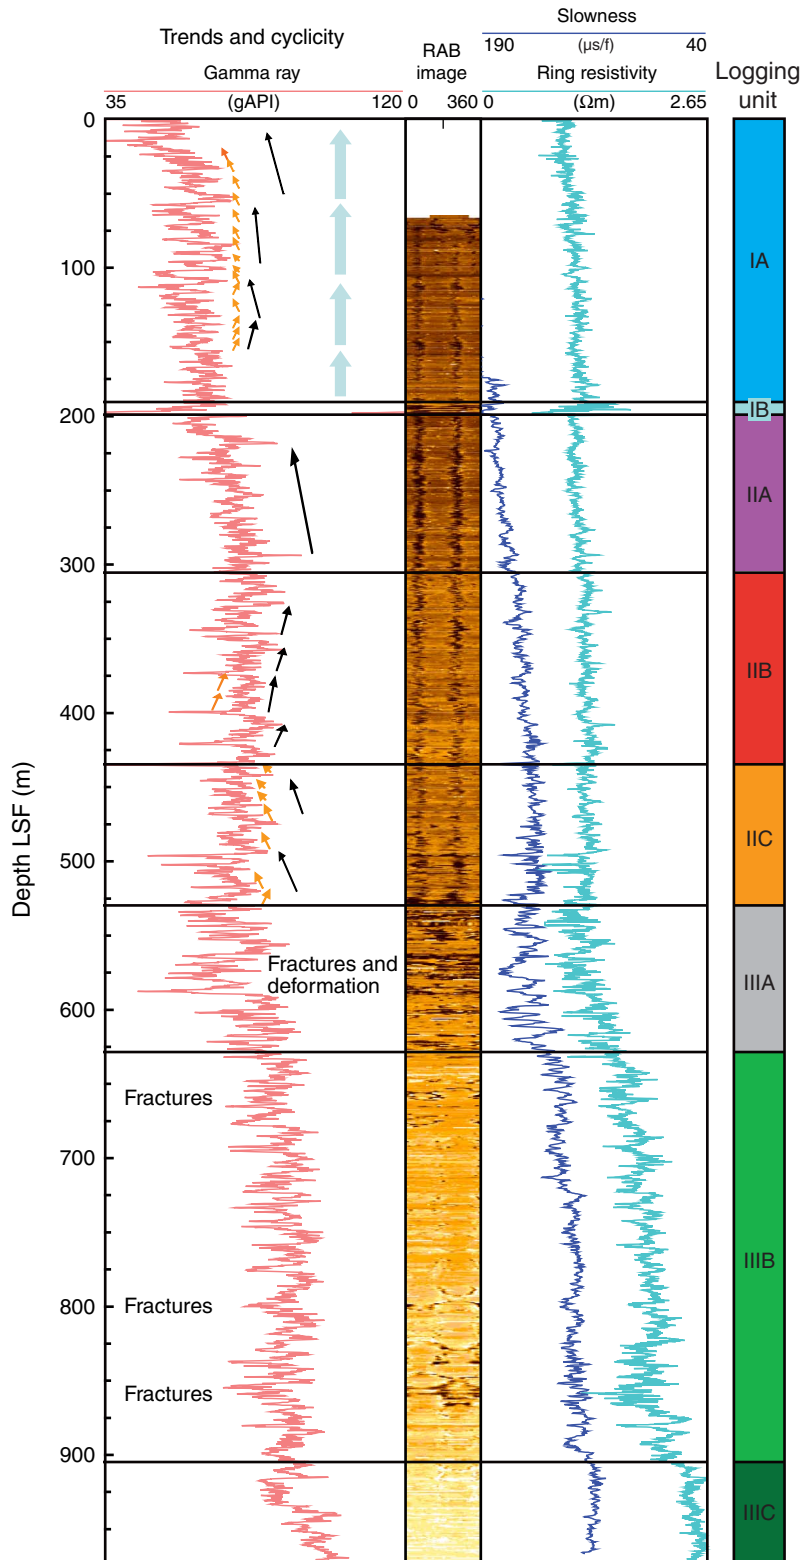 Slowness
190 (µs/f) 40
Trends and cyclicity
RAB
image
Gamma ray
Ring resistivity
Logging
unit
35 (gAPI) 120
0 360
0 (Ωm) 2.65
0
100
IA
200
IB
IIA
300
IIB
400
Depth LSF (m)
IIC
500
Fractures and
deformation
IIIA
600
Fractures
700
IIIB
800
Fractures
Fractures
900
IIIC